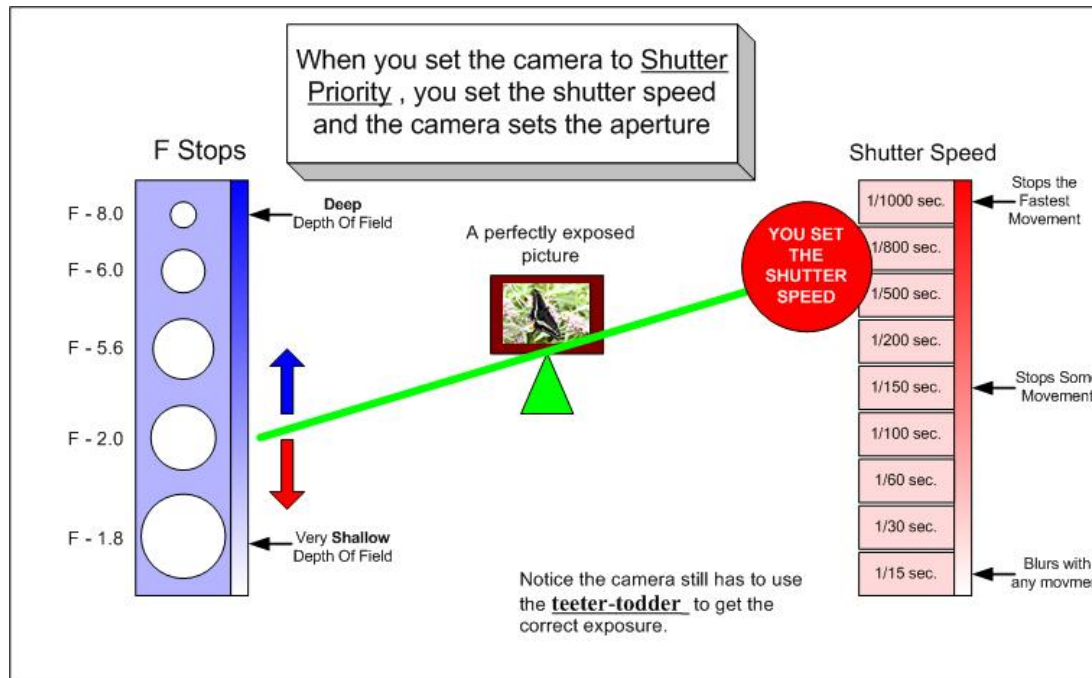 When you set the camera to Shutter
Priority , you set the shutter speed
and the camera sets the aperture
F Stops
F - 8.0
F - 6.0
F - 5.6
F - 2.0
F - 1.8
Deep
Depth Of Field
Very Shallow
Depth Of Field
A perfectly exposed
picture
YOU SET
THE
SHUTTER
SPEED
Shutter Speed
1/1000 sec.
1/800 sec.
1/500 sec.
1/200 sec.
1/150 sec.
1/100 sec.
1/60 sec.
1/30 sec.
1/15 sec.
Stops the
Fastest
Movement
Stops Som
Movement
Blurs with
any movme
Notice the camera still has to use
the teeter-todder to get the
correct exposure.